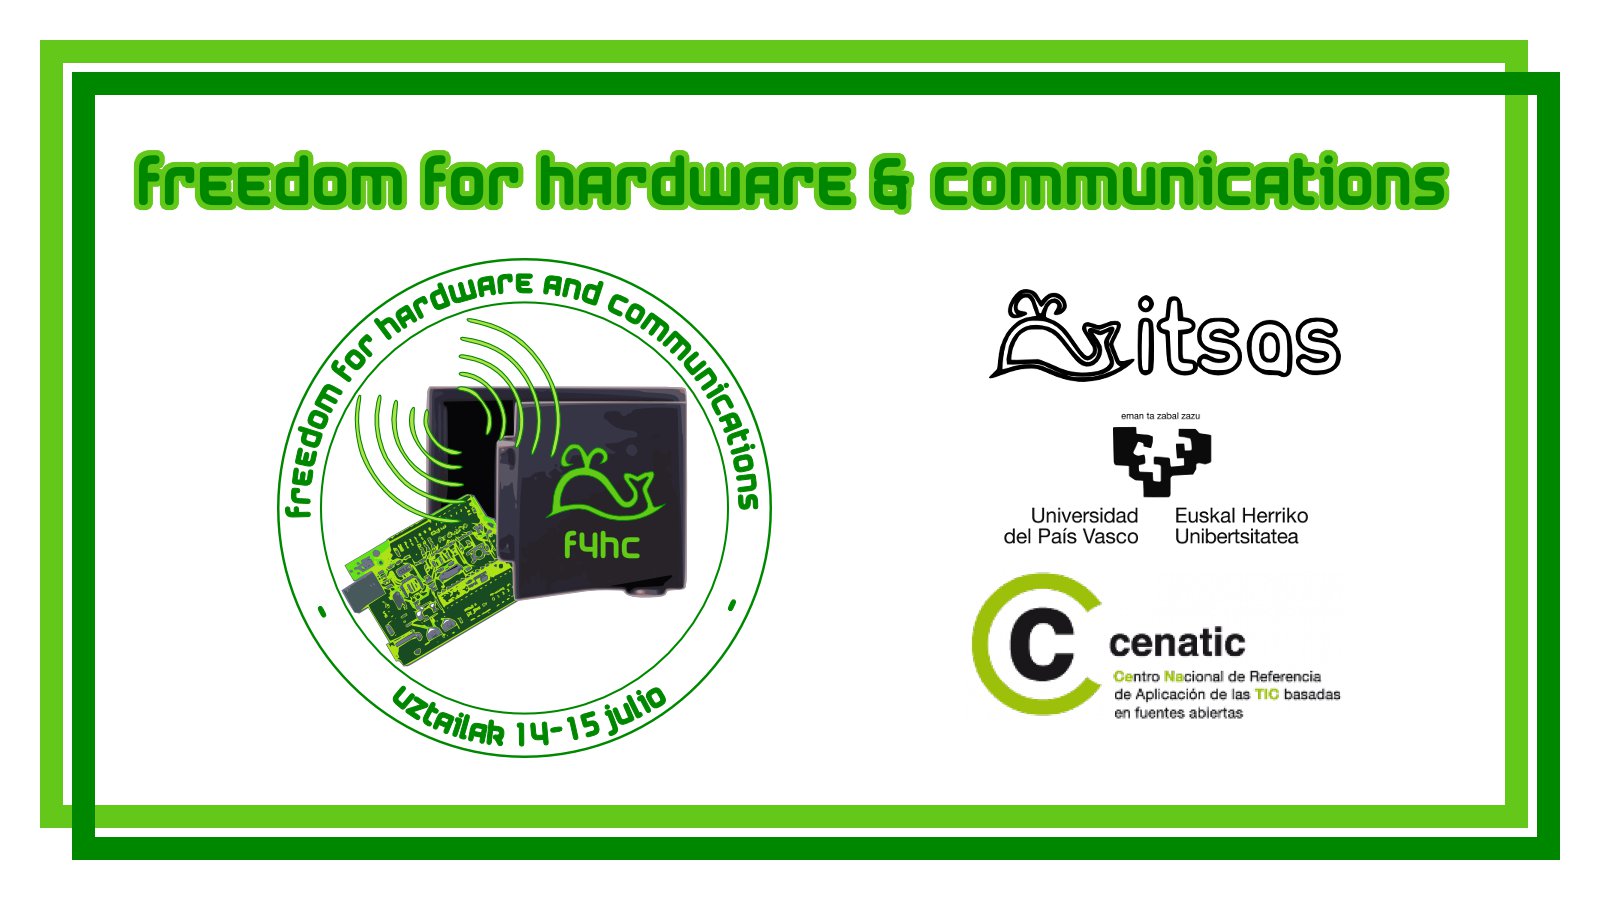 freedom for hardware & communications
freedom for hardware and communications
f4hc
uztailak 14-15 julio
itsas
eman ta zabal zazu
Universidad
del País Vasco
Euskal Herriko
Unibertsitatea
C
cenatic
Centro Nacional de Referencia
de Aplicación de las TIC basadas
en fuentes abiertas